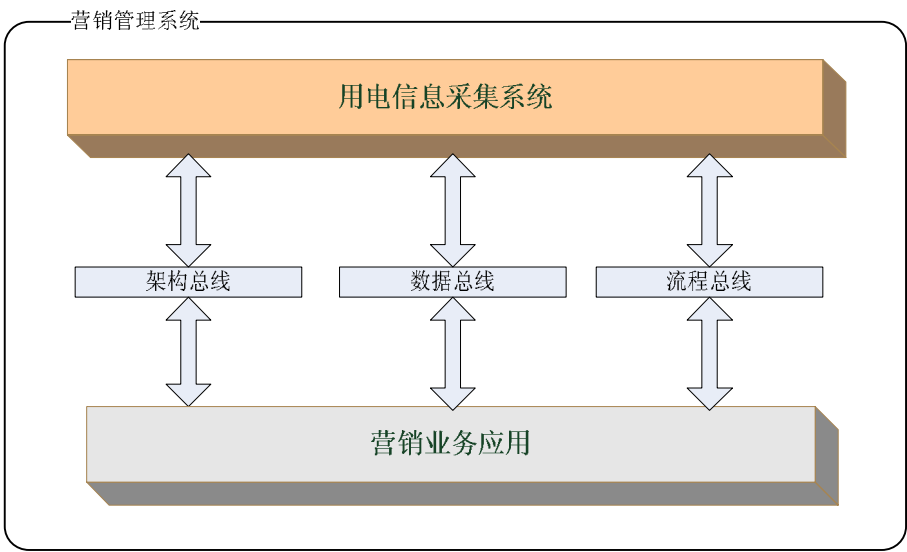 营销管理系统
用电信息采集系统
架构总线
数据总线
流程总线
营销业务应用